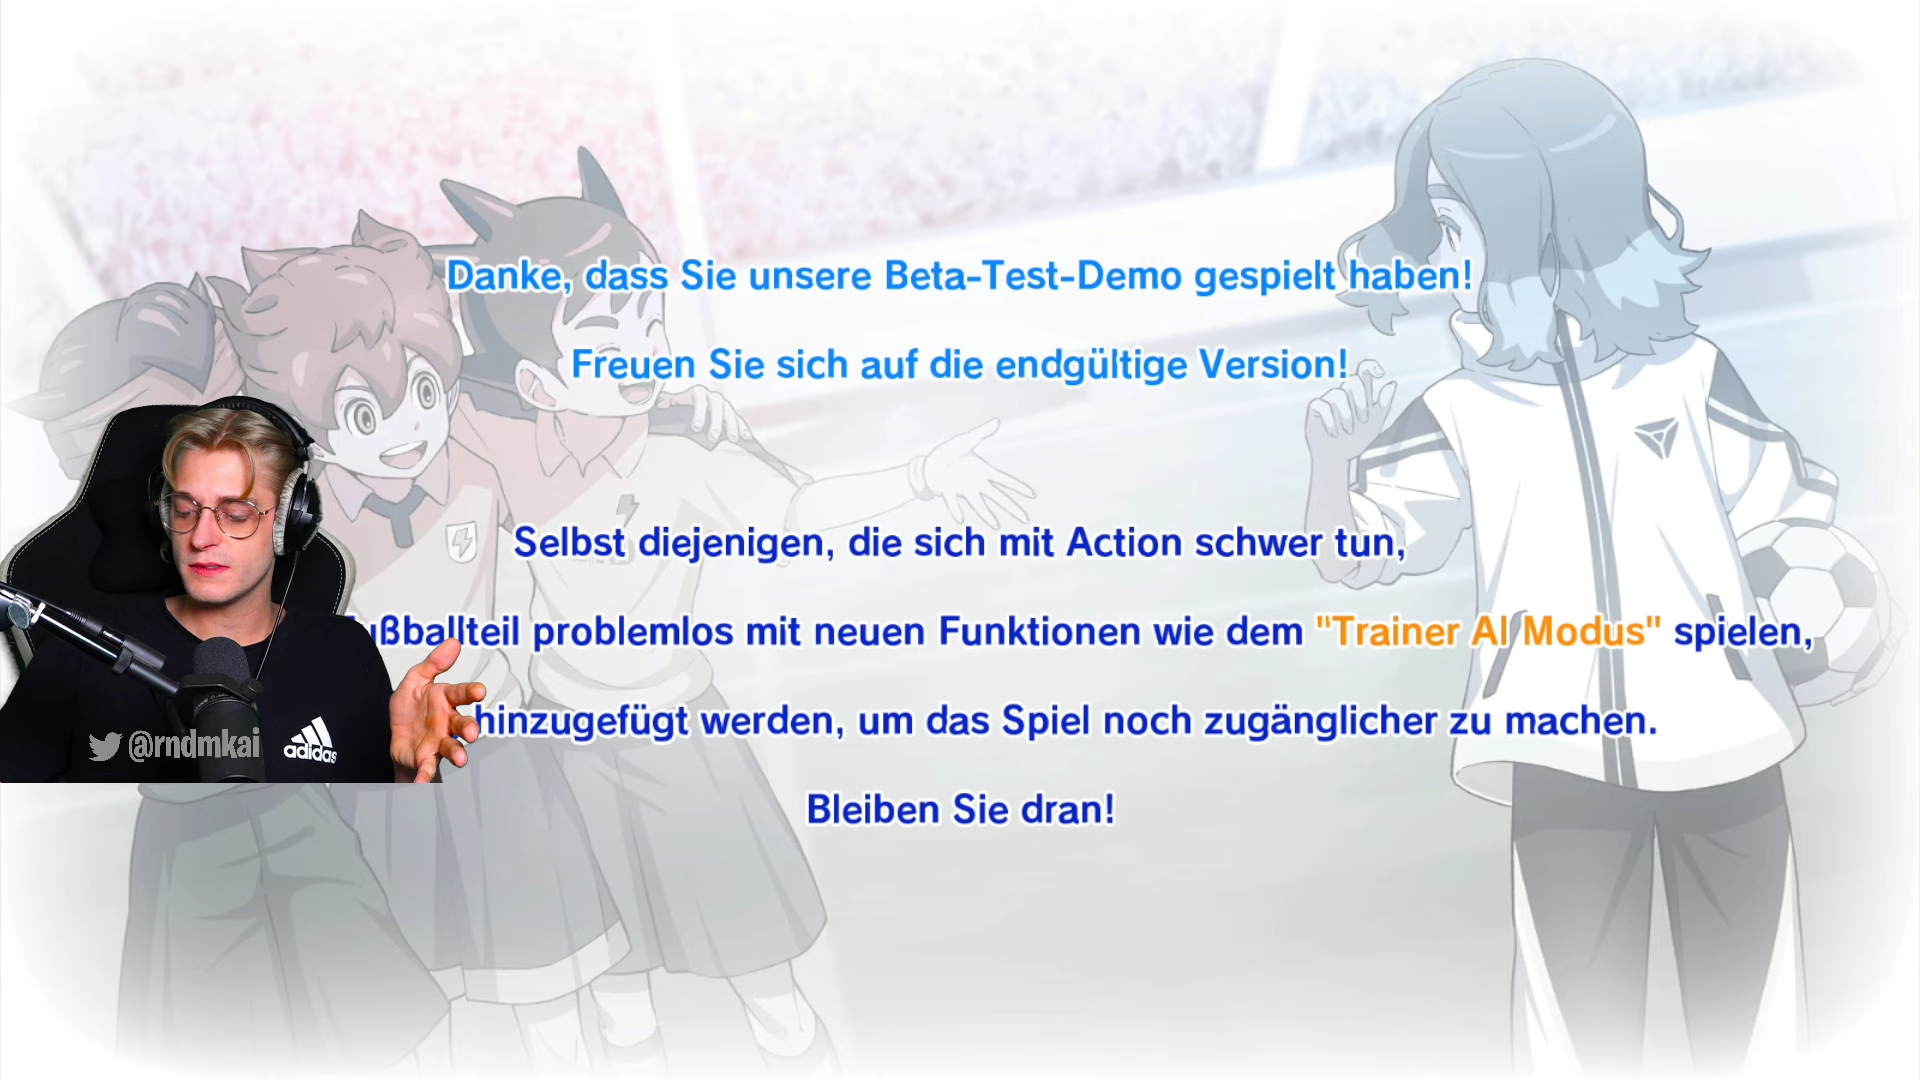 Danke, dass Sie unsere Beta-Test-Demo gespielt haben!
Freuen Sie sich auf die endgültige Version!
Selbst diejenigen, die sich mit Action schwer tun,
problemlos mit neuen Funktionen wie dem "Trainer AI Modus" spielen,
hinzugefügt werden, um das Spiel noch zugänglicher zu machen.
Bleiben Sie dran!
@rndmkai
adidas